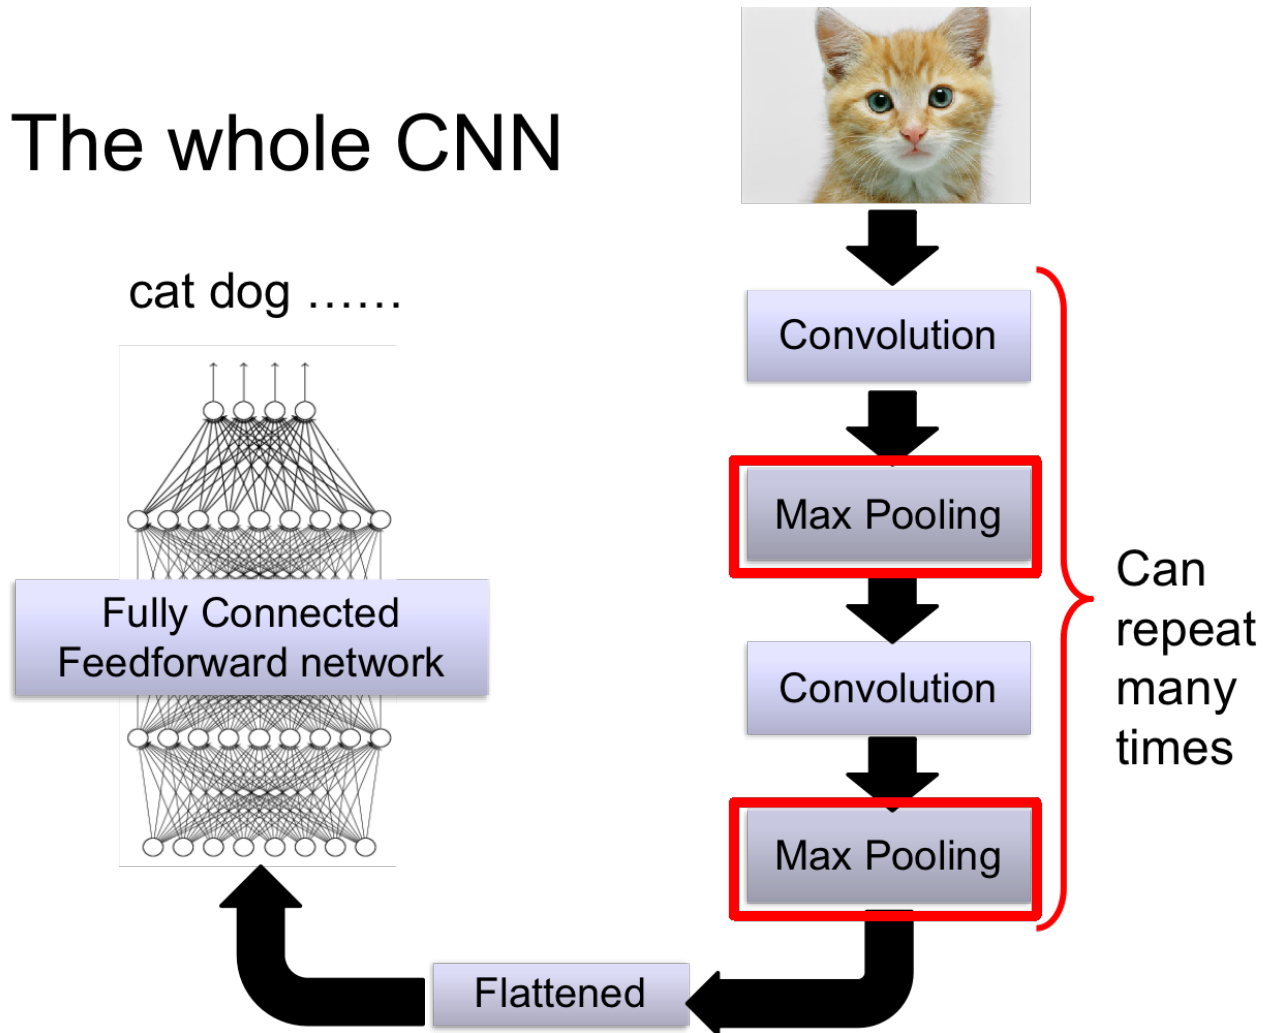 The whole CNN
cat dog ......
Convolution
Max Pooling
Convolution
Max Pooling
Can
repeat
many
times
Flattened
Fully Connected
Feedforward network